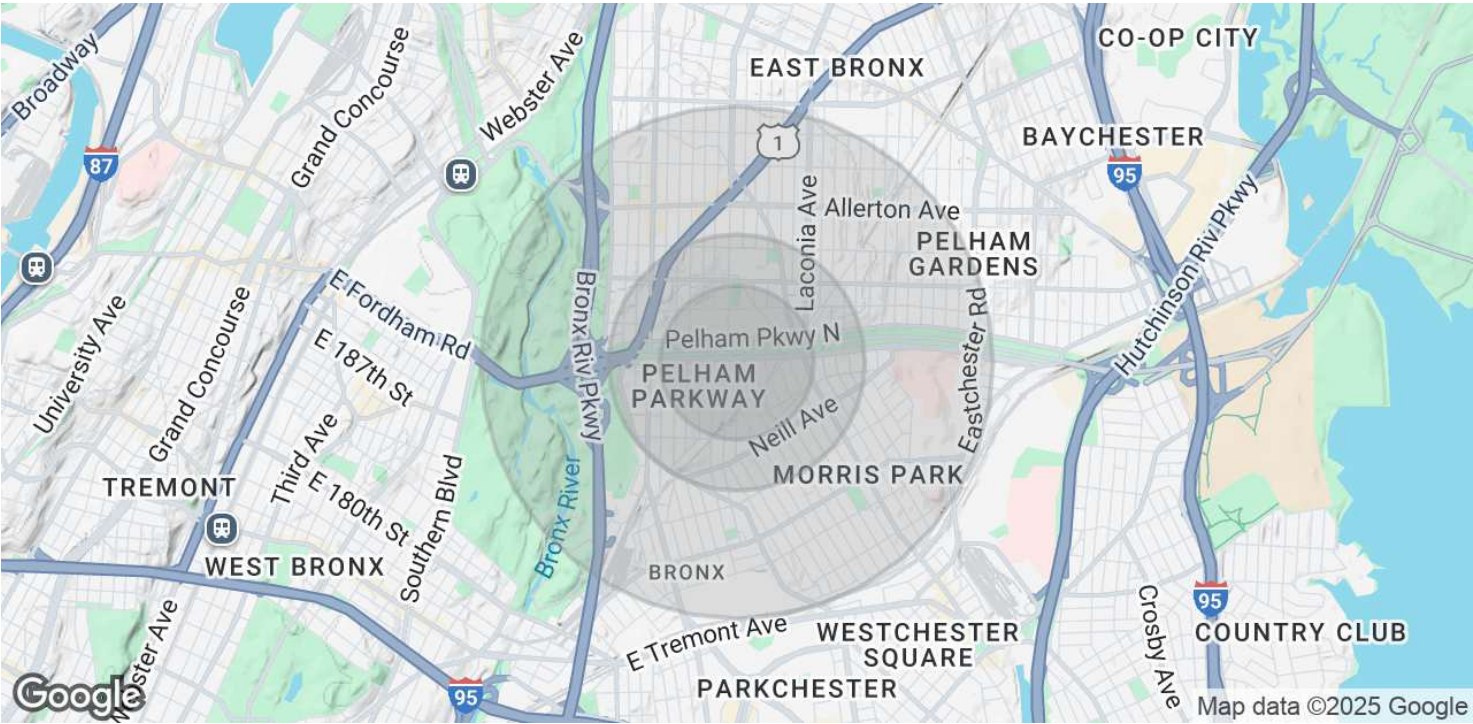 Broadway
87
Grand Concourse
Webster Ave
EAST BRONX
CO-OP CITY
1
BAYCHESTER
95
Laconia Ave
Allerton Ave
PELHAM
GARDENS
Hutchinson Riv Pkwy
E Fordham Rd
Bronx Riv Pkwy
Pelham Pkwy N
PELHAM
PARKWAY
Eastchester Rd
University Ave
Grand Concourse
E 187th St
Third Ave
Neill Ave
MORRIS PARK
TREMONT
E 180th St
Southern Blvd
Bronx River
WEST BRONX
BRONX
Crosby Ave
95
COUNTRY CLUB
E Tremont Ave
WESTCHESTER
SQUARE
PARKCHESTER
95
Google
Map data ©2025 Google